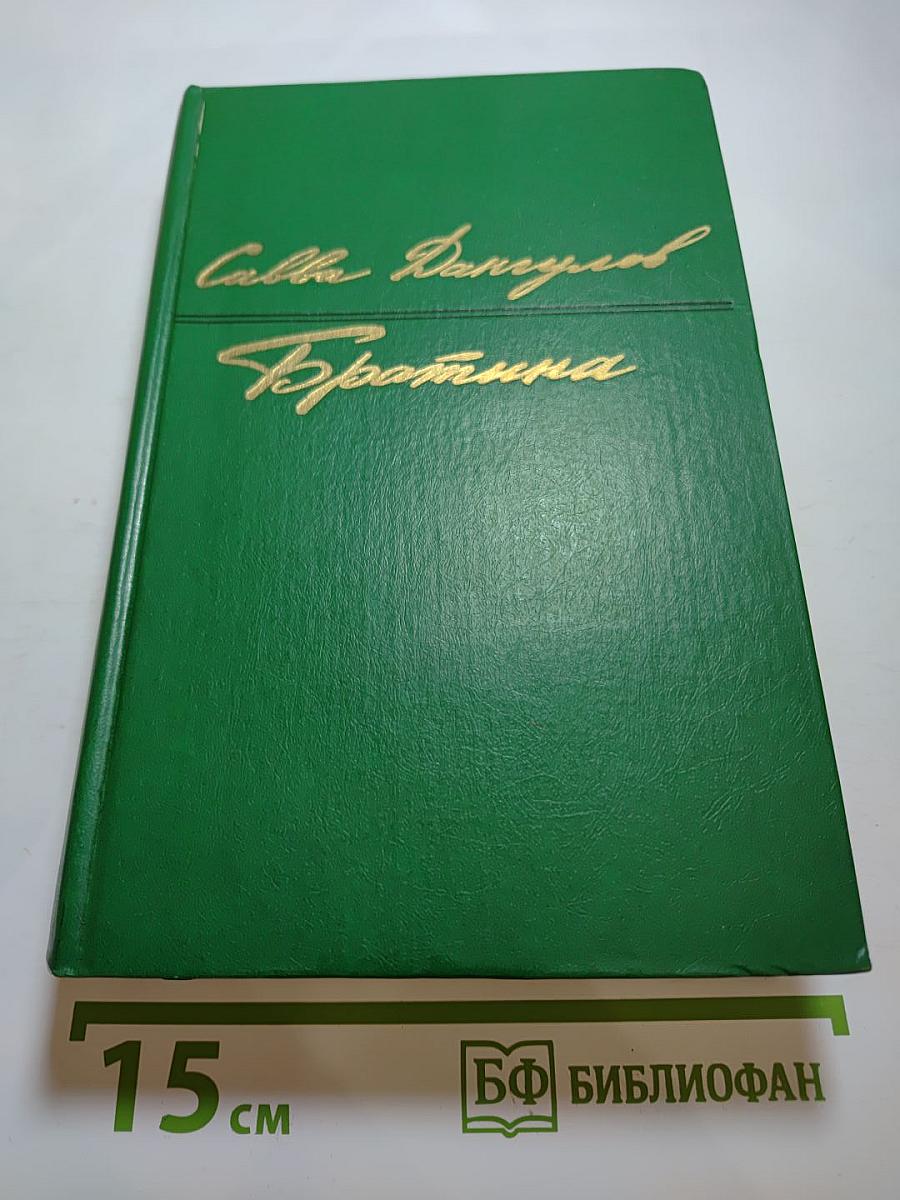 Савва Дангулов
Братина
15 см
БФ БИБЛИОФАН